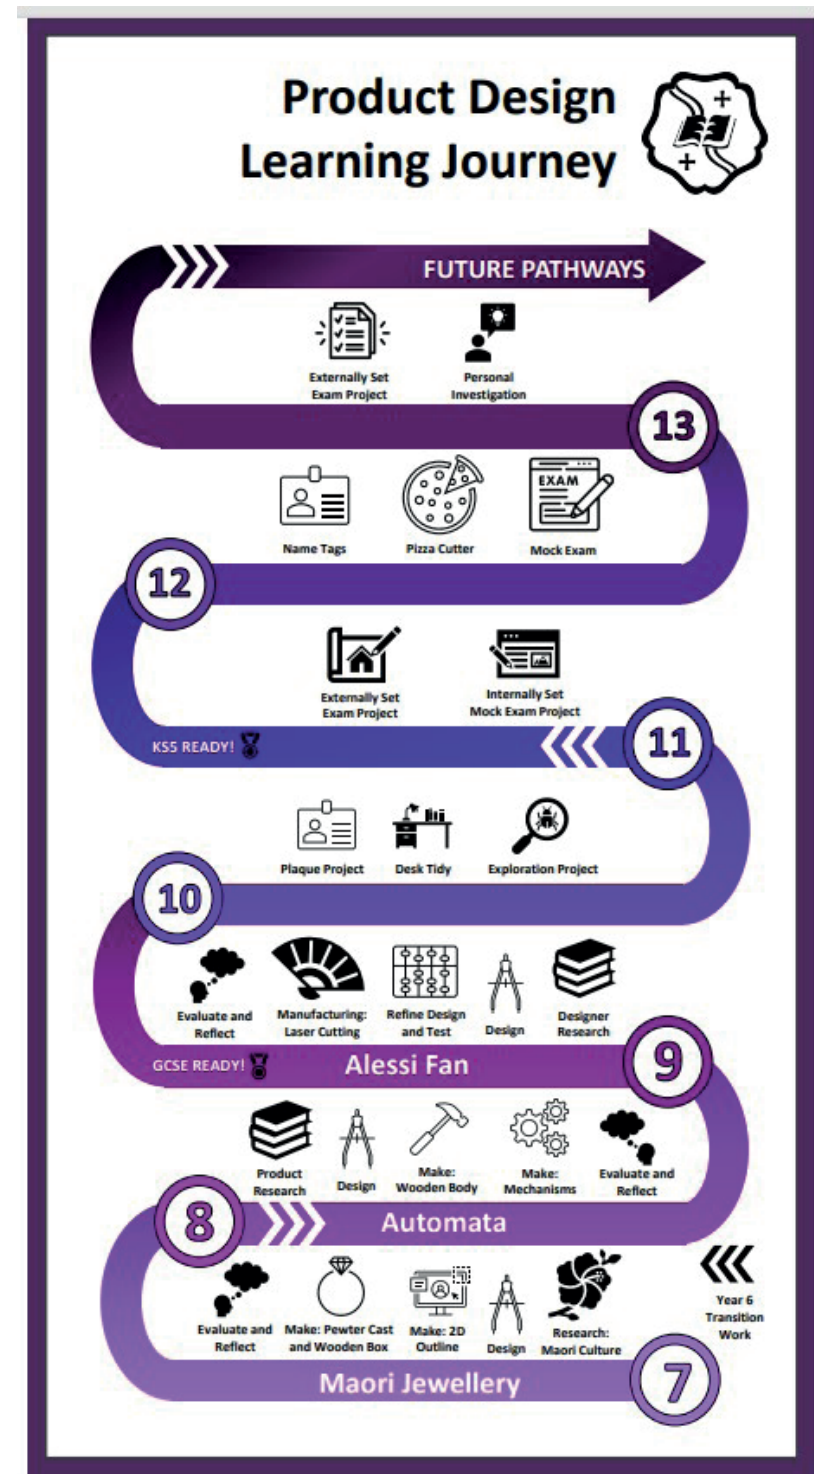 Product Design
Learning Journey
FUTURE PATHWAYS
Externally Set
Exam Project
Personal
Investigation
13
EXAM
Name Tags
Pizza Cutter
Mock Exam
12
Externally Set
Exam Project
Internally Set
Mock Exam Project
KS5 READY!
11
Plaque Project
Desk Tidy
Exploration Project
10
Evaluate and
Reflect
Manufacturing:
Laser Cutting
Refine Design
and Test
Design
Designer
Research
GCSE READY!
Alessi Fan
9
Product
Research
Design
Make:
Wooden Body
Make:
Mechanisms
Evaluate and
Reflect
8
Automata
Evaluate and
Reflect
Make: Pewter Cast
and Wooden Box
Make: 2D
Outline
Design
Research:
Maori Culture
Year 6
Transition
Work
Maori Jewellery
7